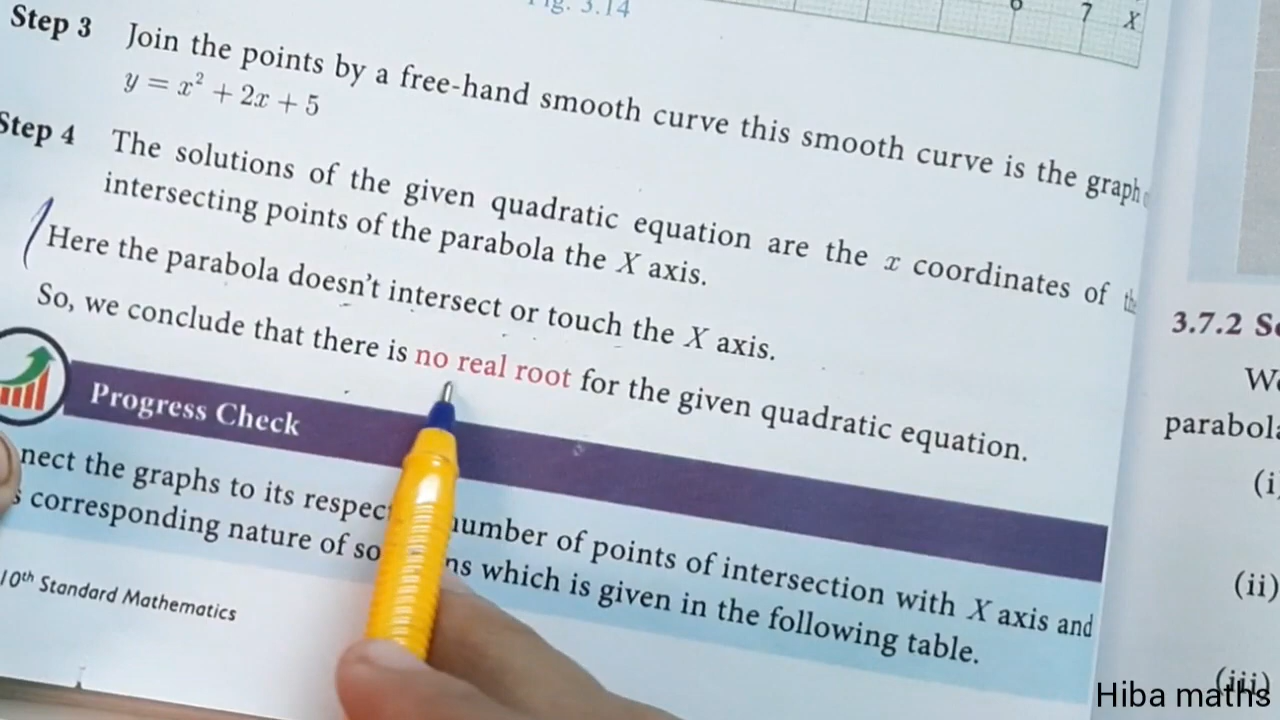 Fig. 3.14
6 7 X
Step 3 Join the points by a free-hand smooth curve this smooth curve is the graph
y = x² + 2x + 5
Step 4 The solutions of the given quadratic equation are the x coordinates of the
intersecting points of the parabola the X axis.
Here the parabola doesn't intersect or touch the X axis.
So, we conclude that there is no real root for the given quadratic equation.
Progress Check
nect the graphs to its respec number of points of intersection with X axis and
s corresponding nature of so ns which is given in the following table.
10th Standard Mathematics
3.7.2 S
We
parabola
(i)
(ii)
(iii)
Hiba maths